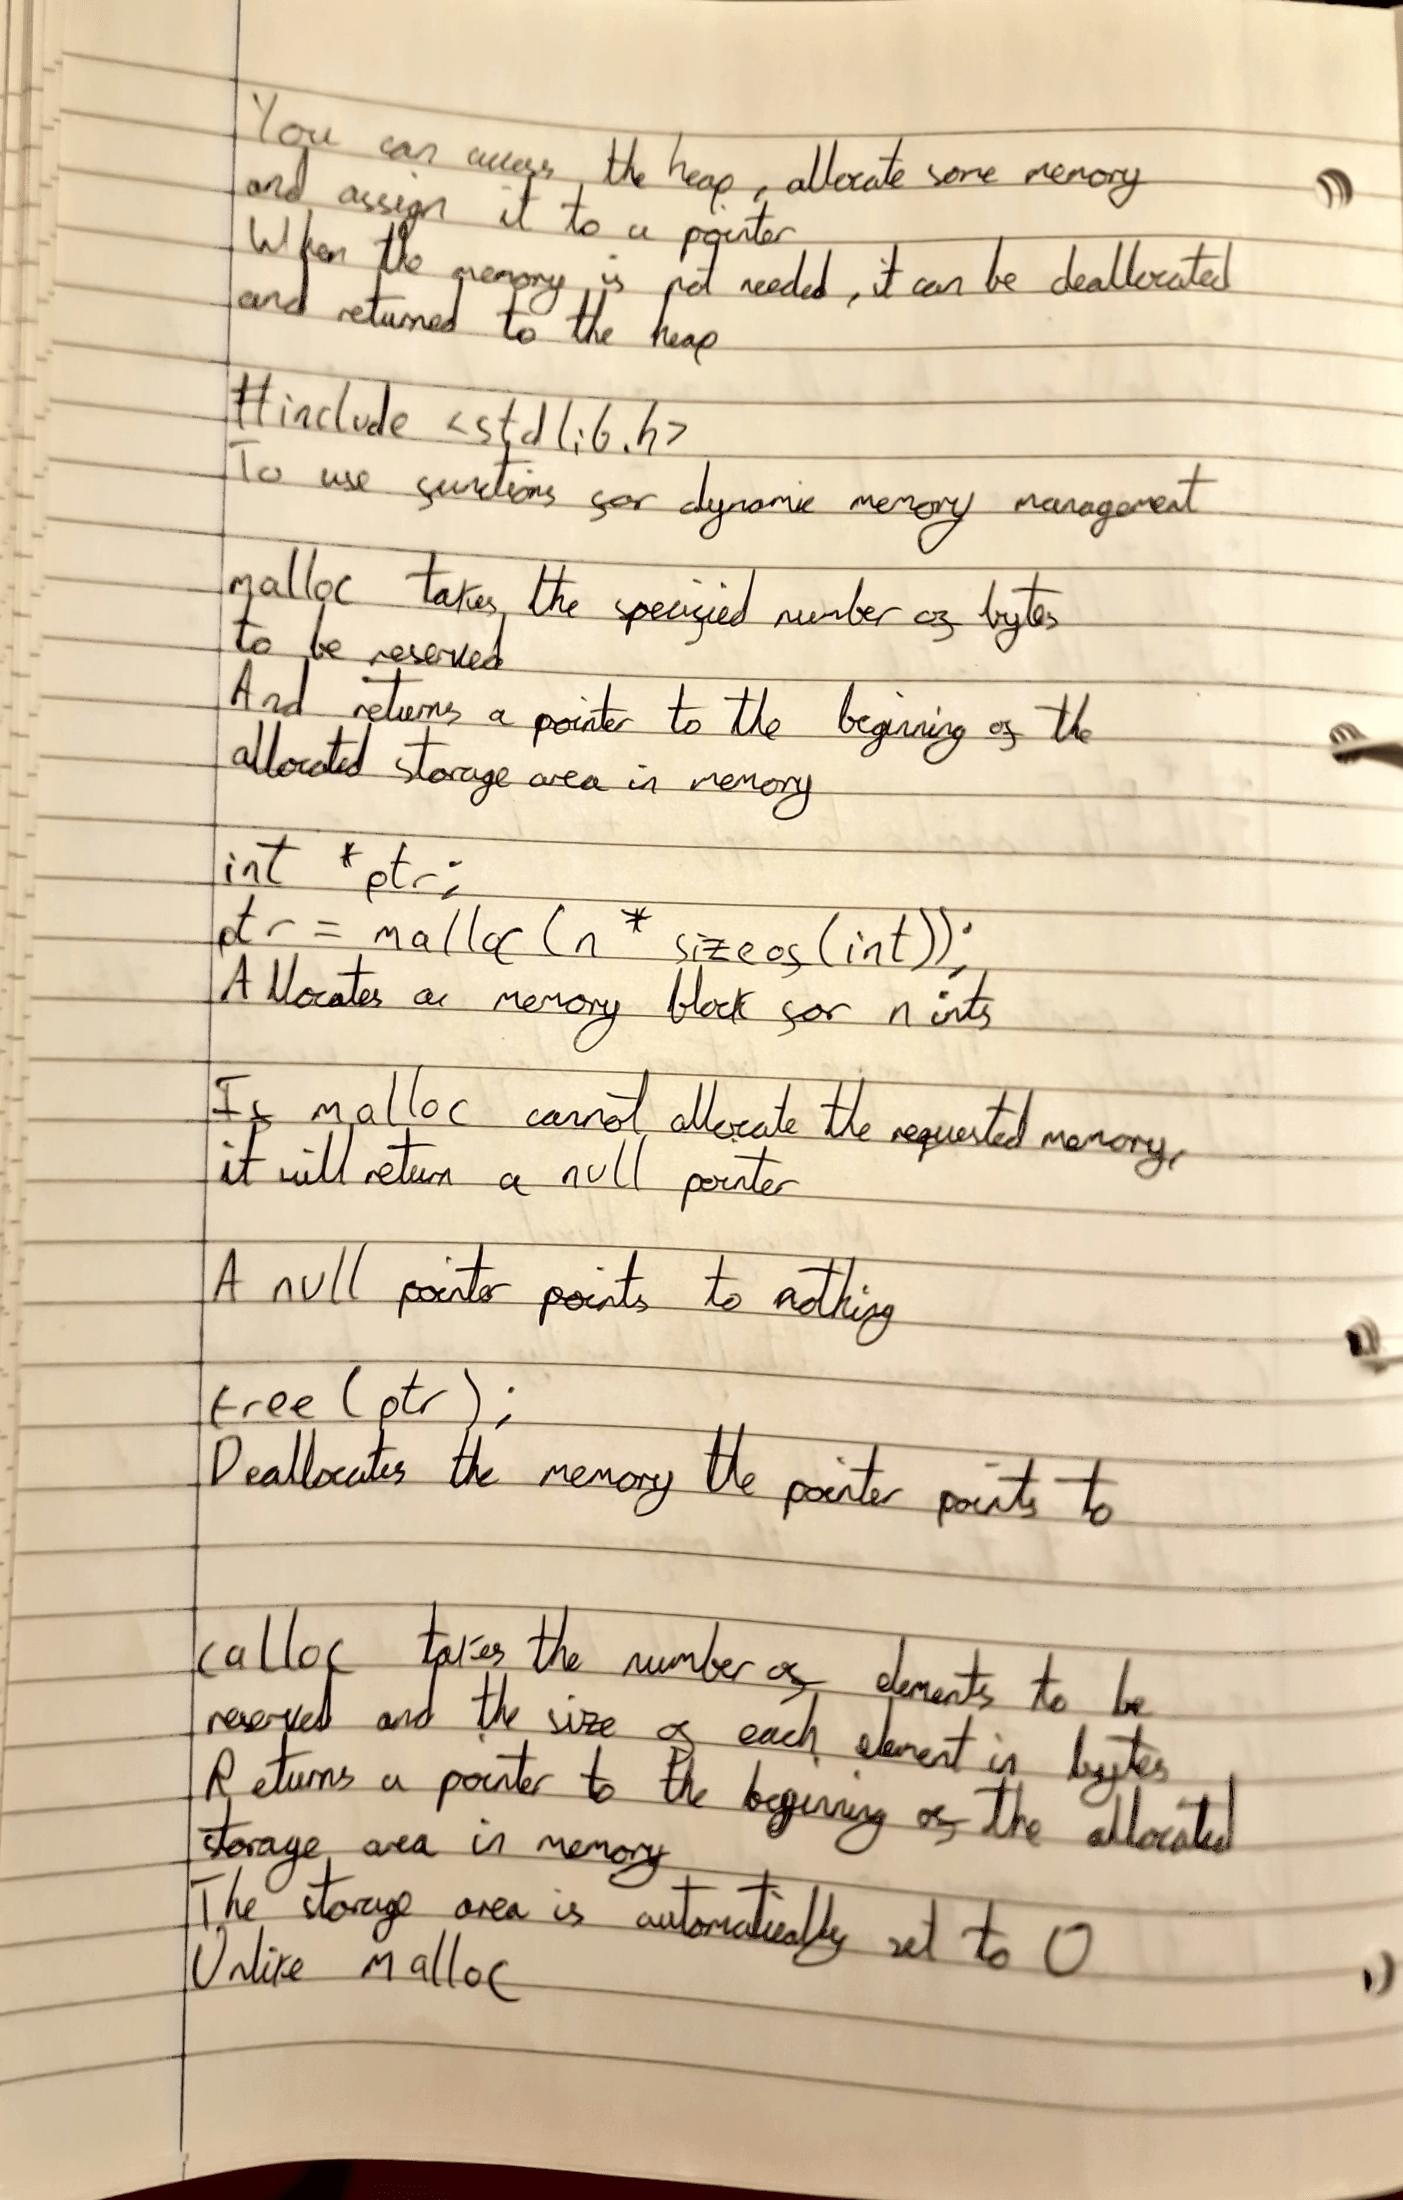 You can access the heap, allocate some memory
and assign it to a pointer
When the memory is not needed, it can be deallocated
and returned to the heap
#include <stdlib.h>
To use functions for dynamic memory management
malloc takes the specified number of bytes
to be reserved
And returns a pointer to the beginning of the
allocated storage area in memory
int *ptr;
ptr = malloc(n * sizeof(int));
Allocates a memory block for n ints
If malloc cannot allocate the requested memory,
it will return a null pointer
A null pointer points to nothing
free(ptr);
Deallocates the memory the pointer points to
calloc takes the number of elements to be
reserved and the size of each element in bytes
Returns a pointer to the beginning of the allocated
storage area in memory
The storage area is automatically set to 0
Unlike malloc